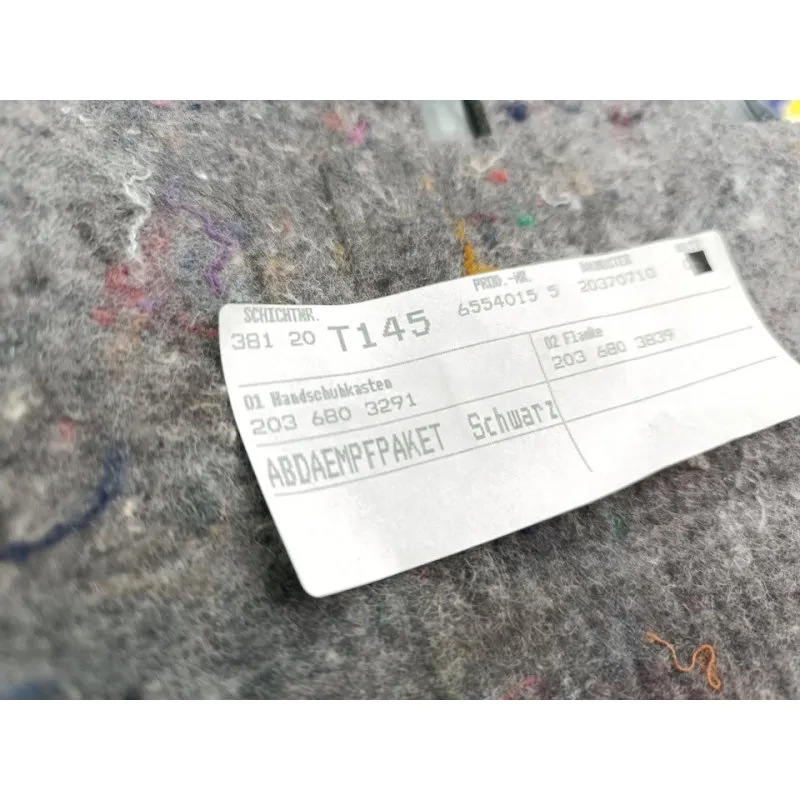 SCHICHTNR. PROD.-NR. BAUMUSTER
381 20 T145 6554015 5 20370710
01 Handschuhkasten 02 Flanke
203 680 3291 203 680 3839
ABDAEMPFPAKET Schwarz